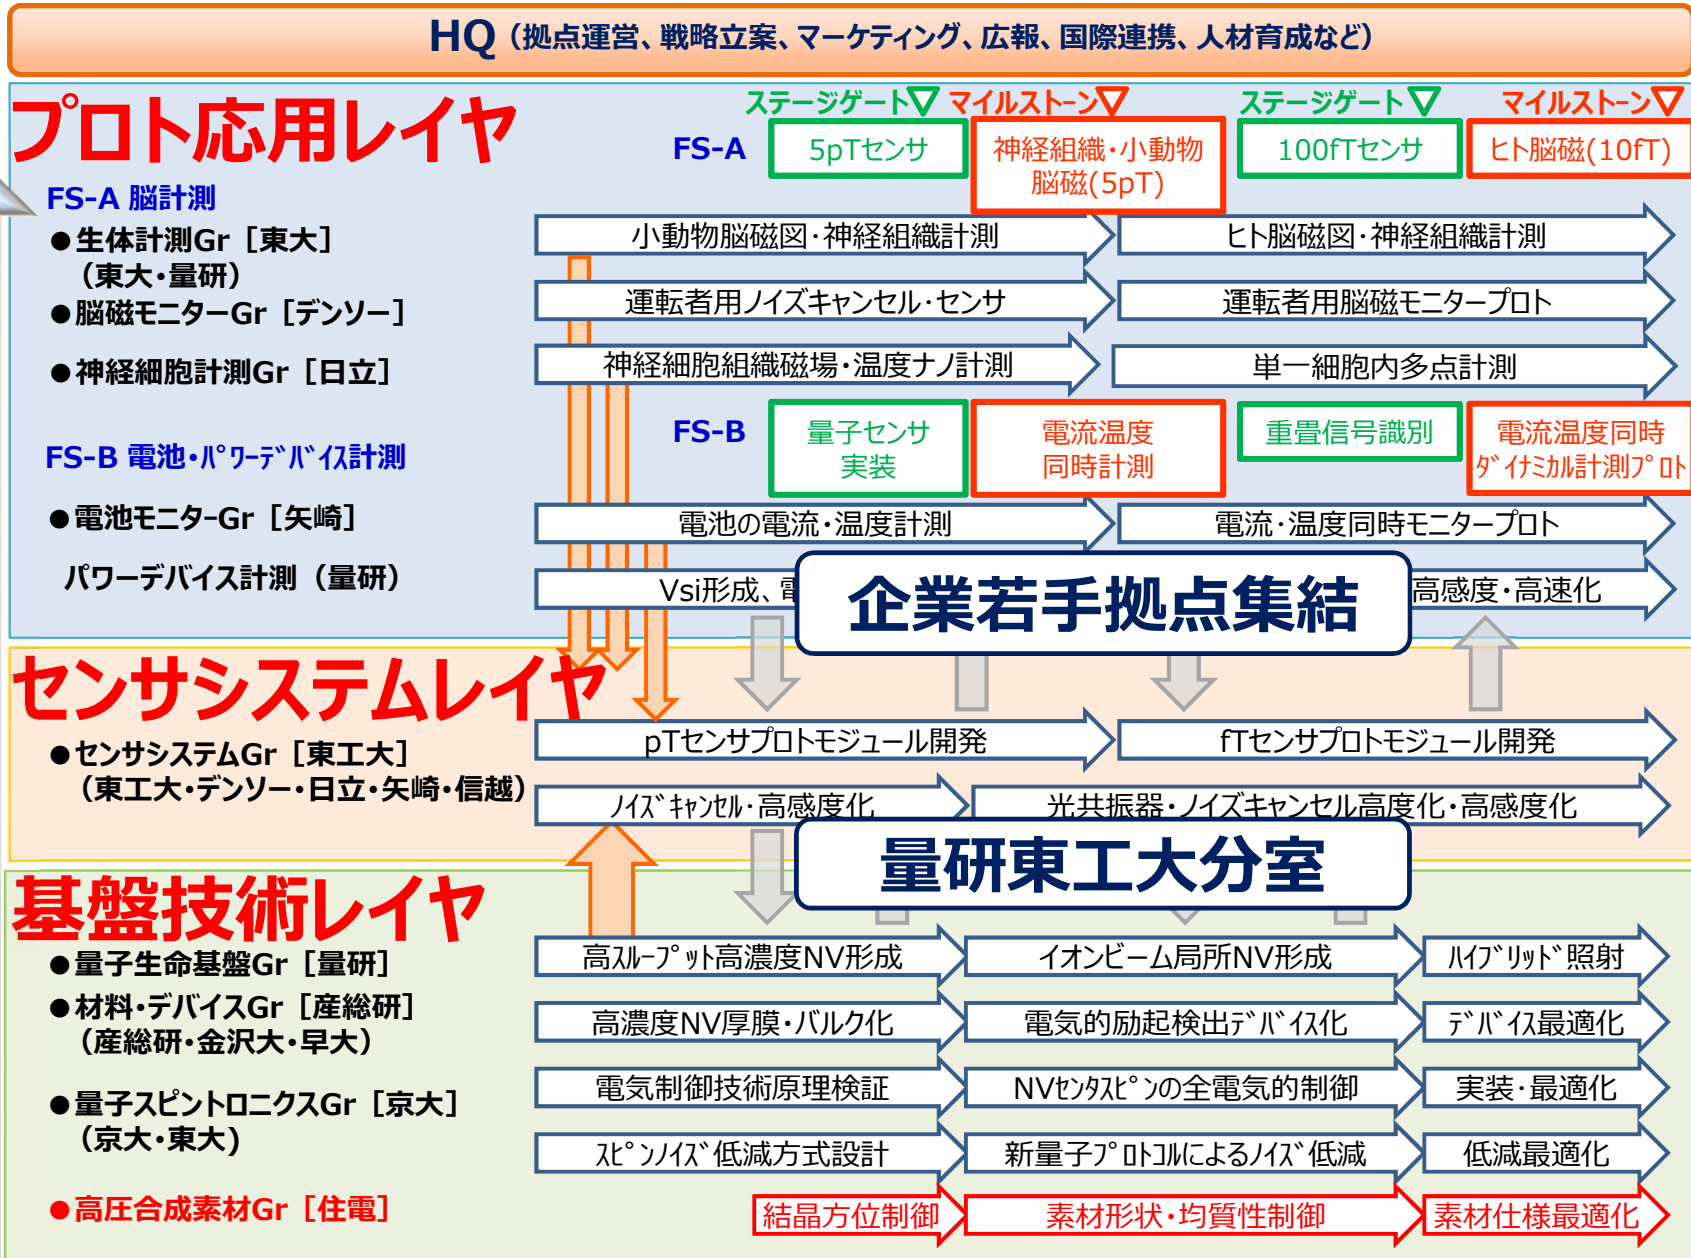 HQ（拠点運営、戦略立案、マーケティング、広報、国際連携、人材育成など）
プロト応用レイヤ
ステージゲート▽ マイルストーン▽ ステージゲート▽ マイルストーン▽
FS-A
5pTセンサ
神経組織・小動物
脳磁(5pT)
100fTセンサ
ヒト脳磁(10fT)
FS-A 脳計測
●生体計測Gr［東大］
（東大・量研）
小動物脳磁図・神経組織計測
ヒト脳磁図・神経組織計測
●脳磁モニターGr［デンソー］
運転者用ノイズキャンセル・センサ
運転者用脳磁モニタープロト
●神経細胞計測Gr［日立］
神経細胞組織磁場・温度ナノ計測
単一細胞内多点計測
FS-B
量子センサ
実装
電流温度
同時計測
重畳信号識別
電流温度同時
ﾀﾞｲﾅﾐｶﾙ計測ﾌﾟﾛﾄ
FS-B 電池・ﾊﾟﾜｰﾃﾞﾊﾞｲｽ計測
●電池モニターGr［矢崎］
電池の電流・温度計測
電流・温度同時モニタープロト
パワーデバイス計測（量研）
Vsi形成、電
高感度・高速化
企業若手拠点集結
センサシステムレイヤ
●センサシステムGr［東工大］
（東工大・デンソー・日立・矢崎・信越）
pTセンサプロトモジュール開発
fTセンサプロトモジュール開発
ﾉｲｽﾞｷｬﾝｾﾙ・高感度化
光共振器・ノイズキャンセル高度化・高感度化
量研東工大分室
基盤技術レイヤ
●量子生命基盤Gr［量研］
高ｽﾙｰﾌﾟｯﾄ高濃度NV形成
イオンビーム局所NV形成
ﾊｲﾌﾞﾘｯﾄﾞ照射
●材料・デバイスGr［産総研］
（産総研・金沢大・早大）
高濃度NV厚膜・バルク化
電気的励起検出ﾃﾞﾊﾞｲｽ化
ﾃﾞﾊﾞｲｽ最適化
●量子スピントロニクスGr［京大］
（京大・東大)
電気制御技術原理検証
NVｾﾝﾀｽﾋﾟﾝの全電気的制御
実装・最適化
ｽﾋﾟﾝﾉｲｽﾞ低減方式設計
新量子ﾌﾟﾛﾄｺﾙによるﾉｲｽﾞ低減
低減最適化
●高圧合成素材Gr［住電］
結晶方位制御
素材形状・均質性制御
素材仕様最適化